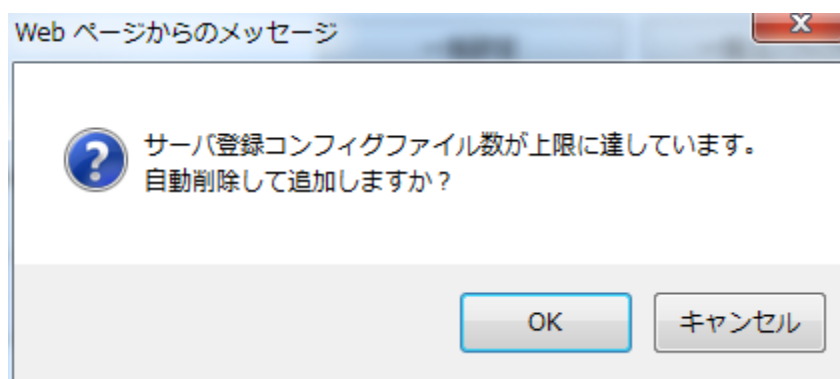 Web ページからのメッセージ
サーバ登録コンフィグファイル数が上限に達しています。
自動削除して追加しますか？
OK
キャンセル